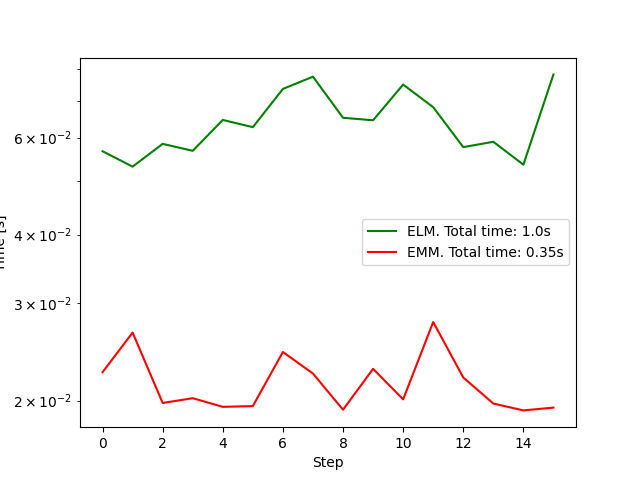 6 × 10⁻²
4 × 10⁻²
3 × 10⁻²
2 × 10⁻²
ELM. Total time: 1.0s
EMM. Total time: 0.35s
0 2 4 6 8 10 12 14
Step